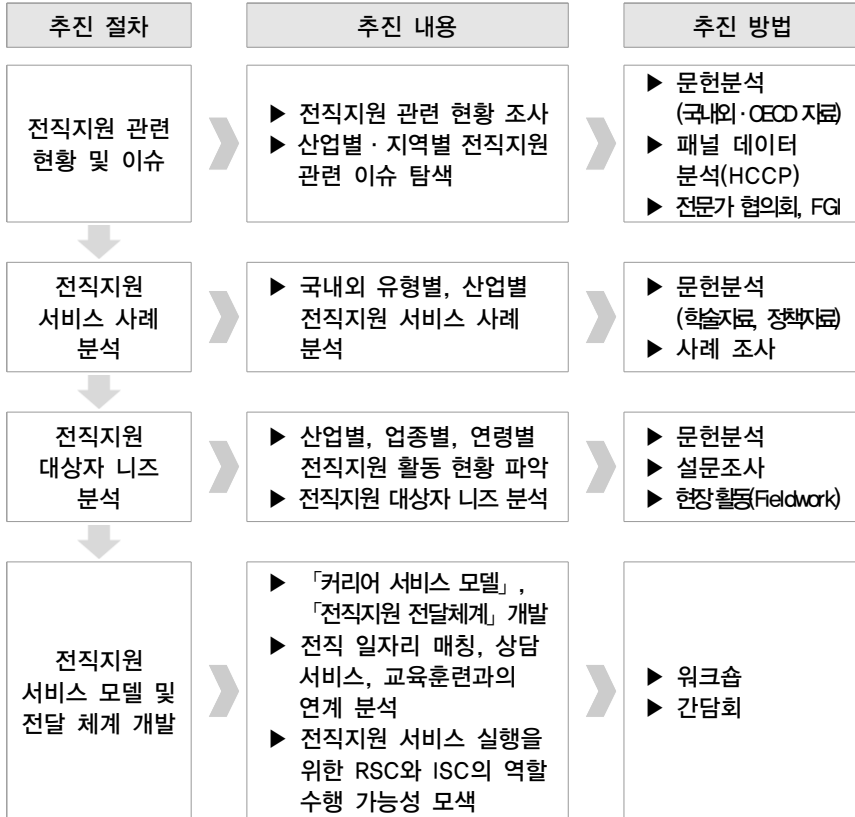 추진 절차
추진 내용
추진 방법
전직지원 관련
현황 및 이슈
▶ 전직지원 관련 현황 조사
▶ 산업별 · 지역별 전직지원
관련 이슈 탐색
▶ 문헌분석
(국내외 · OECD 자료)
▶ 패널 데이터
분석(HCCP)
▶ 전문가 협의회, FGI
전직지원
서비스 사례
분석
▶ 국내외 유형별, 산업별
전직지원 서비스 사례
분석
▶ 문헌분석
(학술자료, 정책자료)
▶ 사례 조사
전직지원
대상자 니즈
분석
▶ 산업별, 업종별, 연령별
전직지원 활동 현황 파악
▶ 전직지원 대상자 니즈 분석
▶ 문헌분석
▶ 설문조사
▶ 현장 활동(Fieldwork)
전직지원
서비스 모델 및
전달 체계 개발
▶ 「커리어 서비스 모델」,
「전직지원 전달체계」 개발
▶ 전직 일자리 매칭, 상담
서비스, 교육훈련과의
연계 분석
▶ 전직지원 서비스 실행을
위한 RSC와 ISC의 역할
수행 가능성 모색
▶ 워크숍
▶ 간담회